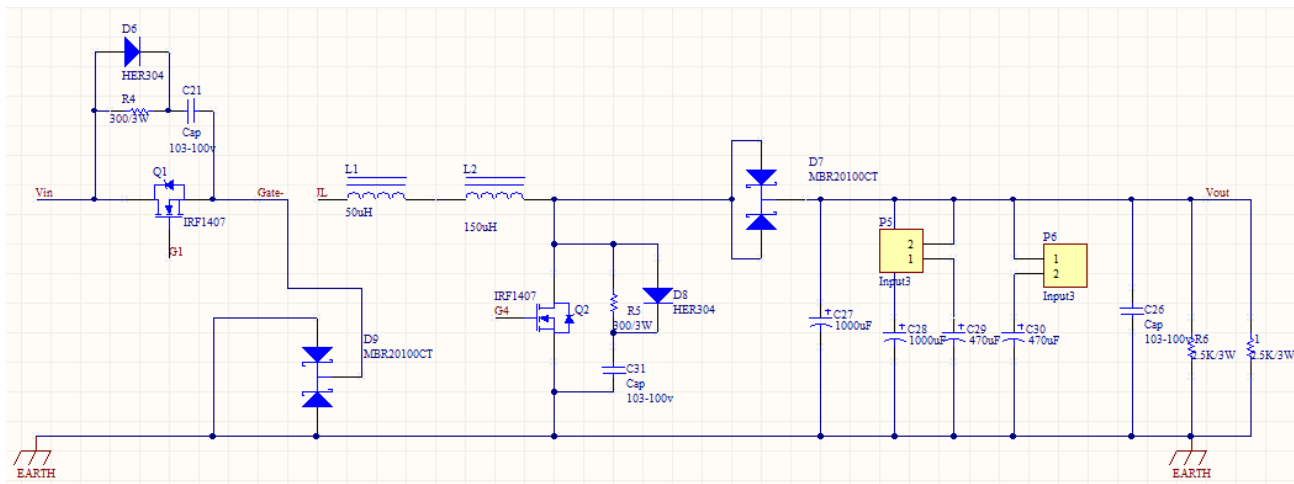 D6
HER304
R4
300/3W
C21
Cap
103-100v
Q1
Vin
Gate-
IRF1407
G1
JL
L1
50uH
L2
150uH
D7
MBR20100CT
Vout
P5
2
1
Input3
P6
1
2
Input3
IRF1407
G4
Q2
R5
300/3W
D8
HER304
C31
Cap
103-100v
D9
MBR20100CT
C27
1000uF
C28
1000uF
C29
470uF
C30
470uF
C26
Cap
103-100v
R6
2.5K/3W
1
2.5K/3W
EARTH
EARTH